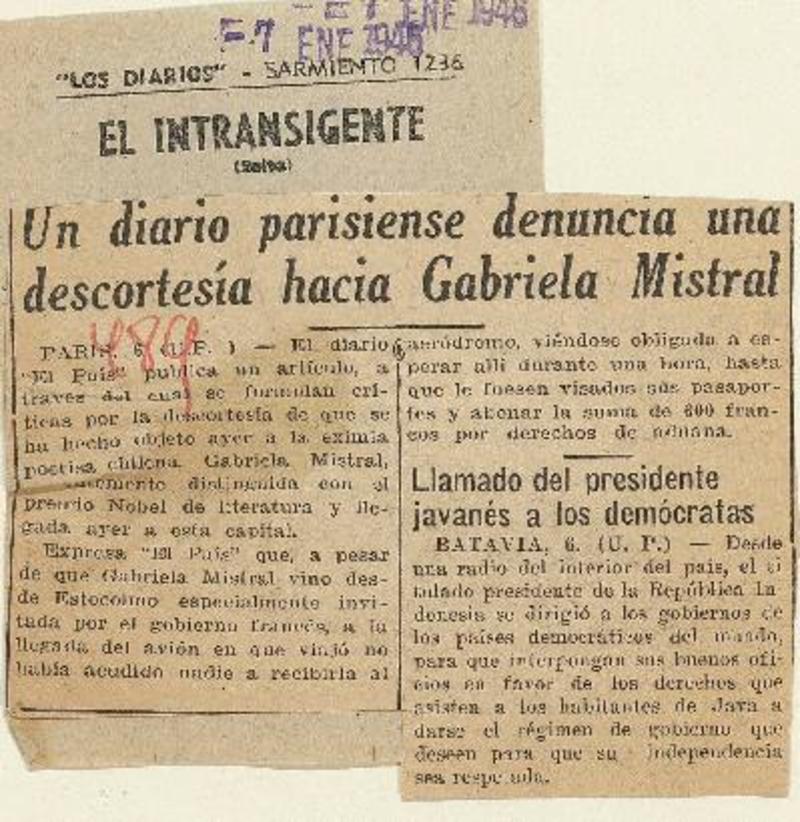 -7 ENE 1946
-7 ENE 1946
"LOS DIARIOS" - SARMIENTO 1236
EL INTRANSIGENTE
(Salta)
Un diario parisiense denuncia una
descortesía hacia Gabriela Mistral
489
PARIS, 6 (U.P. ) — El diario
"El País" publica un artículo, a
través del cual se formulan crí-
ticas por la descortesía de que se
ha hecho objeto ayer a la eximia
poetisa chilena Gabriela Mistral,
distinguida con el
premio Nobel de literatura y lle-
gada ayer a esta capital.
Expresa "El País" que, a pesar
de que Gabriela Mistral vino des-
de Estocolmo especialmente invi-
tada por el gobierno francés, a la
llegada del avión en que viajó no
había acudido nadie a recibirla al
aeródromo, viéndose obligada a es-
perar allí durante una hora, hasta
que le fuesen visados sus pasapor-
tes y abonar la suma de 600 fran-
cos por derechos de aduana.
Llamado del presidente
javanés a los demócratas
BATAVIA, 6. (U. P.) — Desde
una radio del interior del país, el ti
tulado presidente de la República In-
donesia se dirigió a los gobiernos de
los países democráticos del mundo,
para que interpongan sus buenos ofi-
cios en favor de los derechos que
asisten a los habitantes de Java a
darse el régimen de gobierno que
deseen para que su independencia
sea respetada.